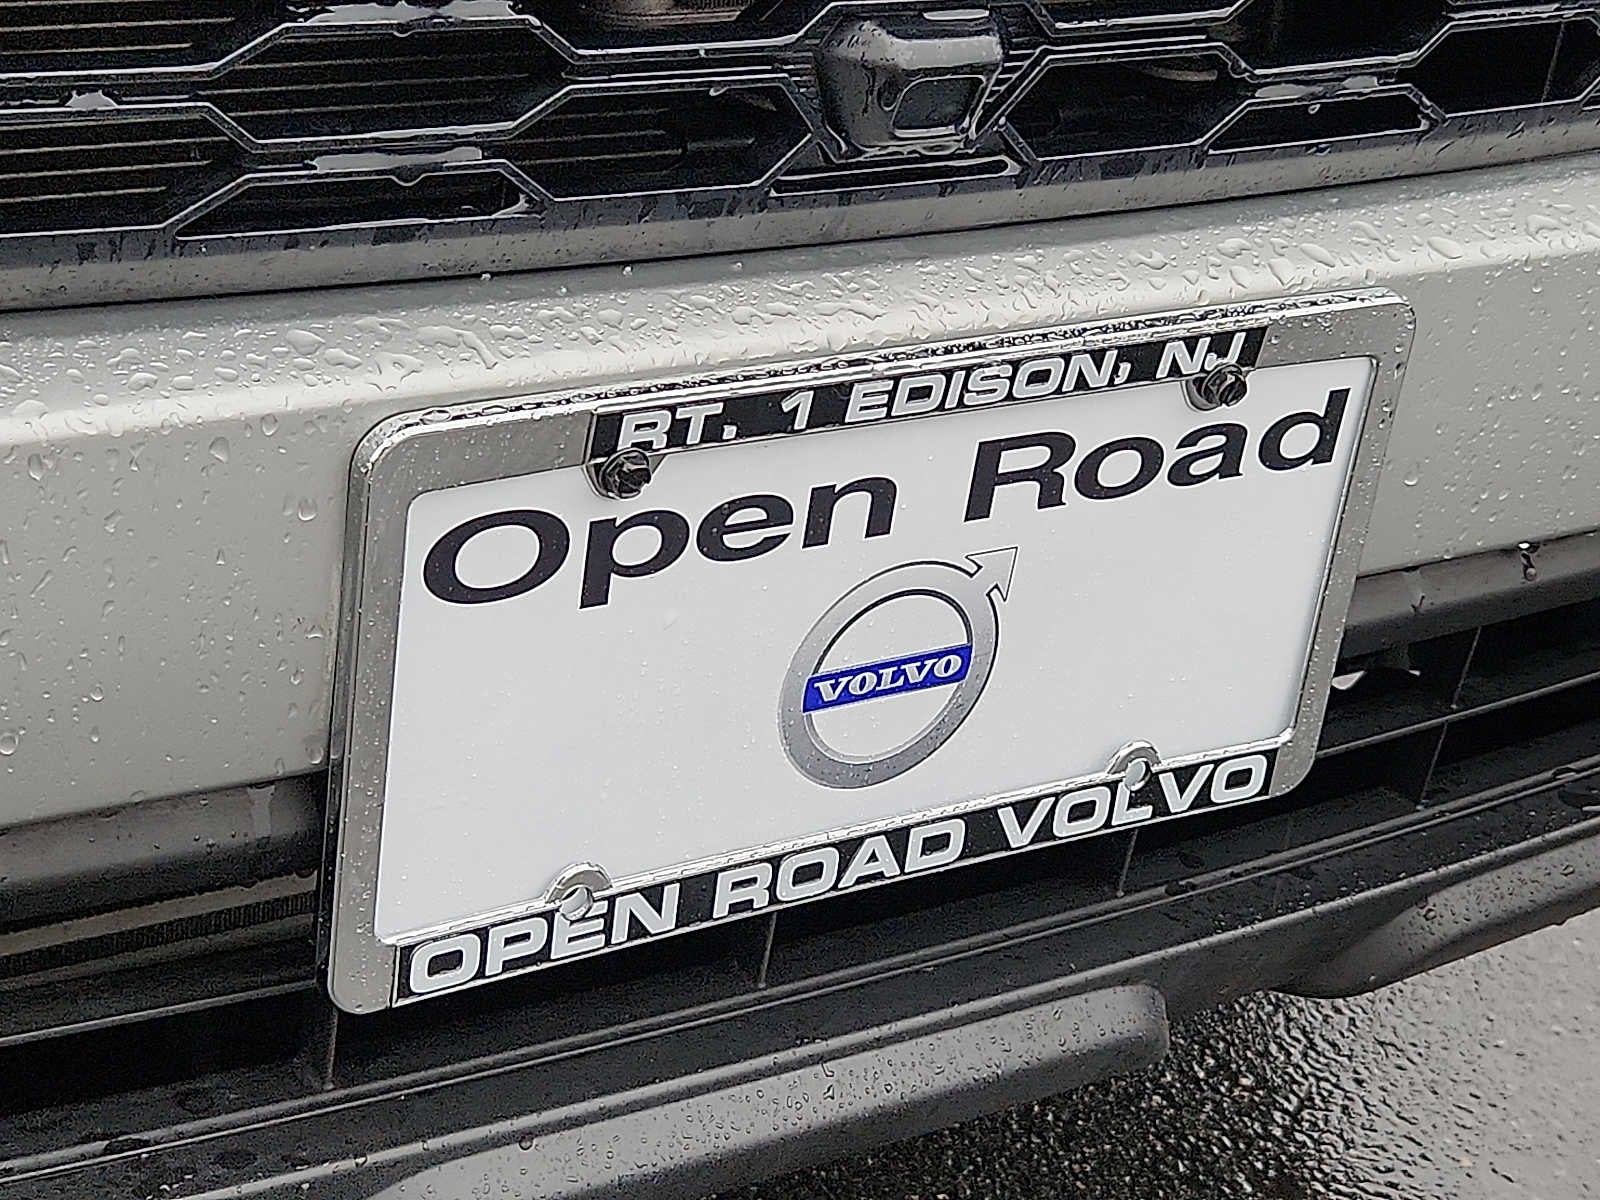 RT. 1 EDISON, NJ
Open Road
VOLVO
OPEN ROAD VOLVO